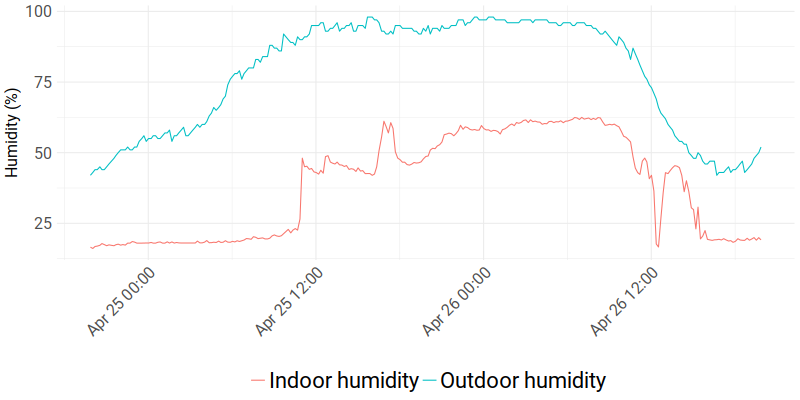 100
75
50
25
Humidity (%)
Apr 25 00:00
Apr 25 12:00
Apr 26 00:00
Apr 26 12:00
Indoor humidity
Outdoor humidity